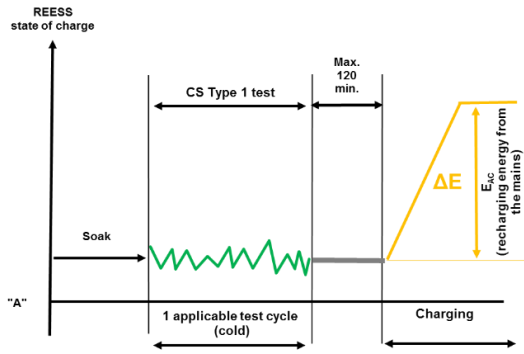 REESS
state of charge
Max.
120
min.
CS Type 1 test
ΔE
E_AC
(recharging energy from
the mains)
Soak
"A"
1 applicable test cycle
(cold)
Charging